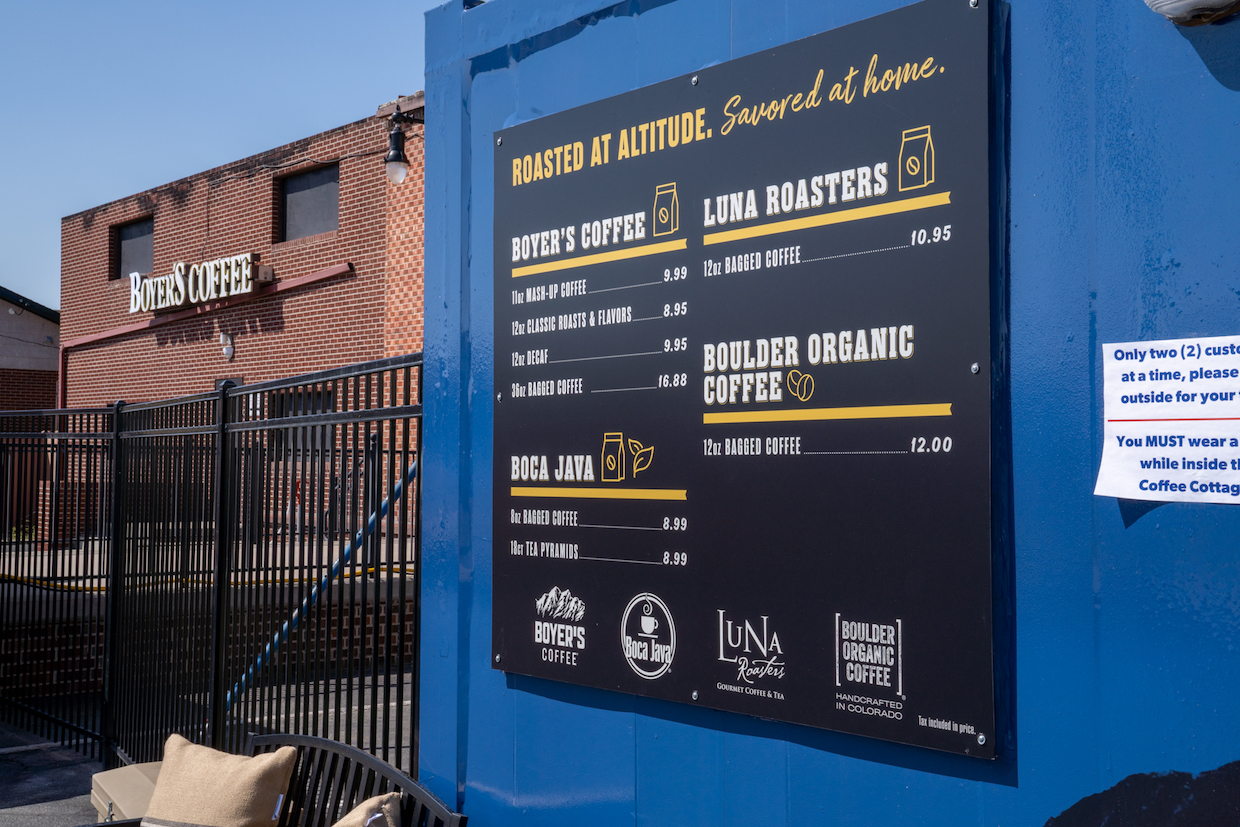 BOYER'S COFFEE
ROASTED AT ALTITUDE. Savored at home.
BOYER'S COFFEE
11oz MASH-UP COFFEE 9.99
12oz CLASSIC ROASTS & FLAVORS 8.95
12oz DECAF 9.95
36oz BAGGED COFFEE 16.88
BOCA JAVA
8oz BAGGED COFFEE 8.99
18CT TEA PYRAMIDS 8.99
LUNA ROASTERS
12oz BAGGED COFFEE 10.95
BOULDER ORGANIC
COFFEE
12oz BAGGED COFFEE 12.00
BOYER'S
COFFEE
Boca Java
LUNA
Roasters
GOURMET COFFEE & TEA
BOULDER
ORGANIC
COFFEE
HANDCRAFTED
IN COLORADO
Tax included in price.
Only two (2) custo
at a time, please
outside for your
You MUST wear a
while inside th
Coffee Cottag